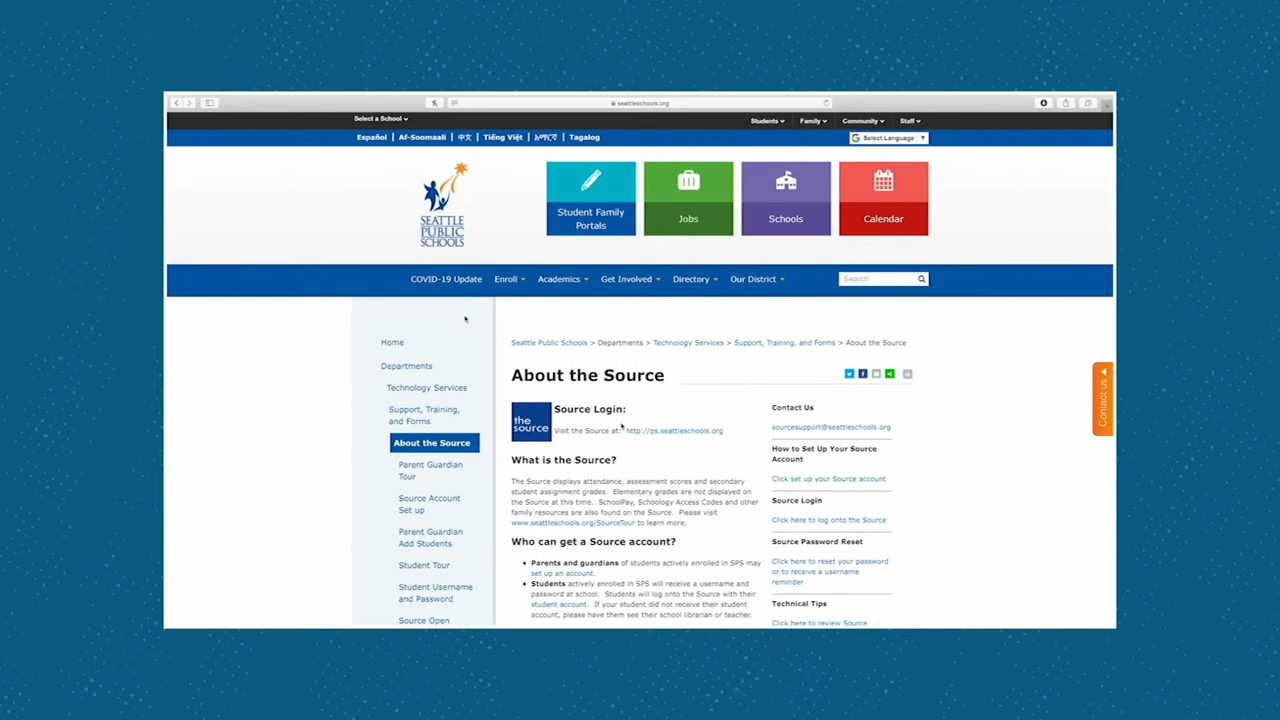 seattleschools.org
Select a School
Students Family Community Staff
Español | Af-Soomaali | 中文 | Tiếng Việt | አማርኛ | Tagalog
Select Language
SEATTLE
PUBLIC
SCHOOLS
Student Family
Portals
Jobs
Schools
Calendar
COVID-19 Update Enroll Academics Get Involved Directory Our District
Search
Home
Departments
Technology Services
Support, Training,
and Forms
About the Source
Parent Guardian
Tour
Source Account
Set up
Parent Guardian
Add Students
Student Tour
Student Username
and Password
Source Open
Seattle Public Schools > Departments > Technology Services > Support, Training, and Forms > About the Source
About the Source
the
source
Source Login:
Visit the Source at: http://ps.seattleschools.org
What is the Source?
The Source displays attendance, assessment scores and secondary
student assignment grades. Elementary grades are not displayed on
the Source at this time. SchoolPay, Schoology Access Codes and other
family resources are also found on the Source. Please visit
www.seattleschools.org/SourceTour to learn more.
Who can get a Source account?
Parents and guardians of students actively enrolled in SPS may
set up an account.
Students actively enrolled in SPS will receive a username and
password at school. Students will log onto the Source with their
student account. If your student did not receive their student
account, please have them see their school librarian or teacher.
Contact Us
sourcesupport@seattleschools.org
How to Set Up Your Source
Account
Click set up your Source account
Source Login
Click here to log onto the Source
Source Password Reset
Click here to reset your password
or to receive a username
reminder
Technical Tips
Click here to review Source
Contact us